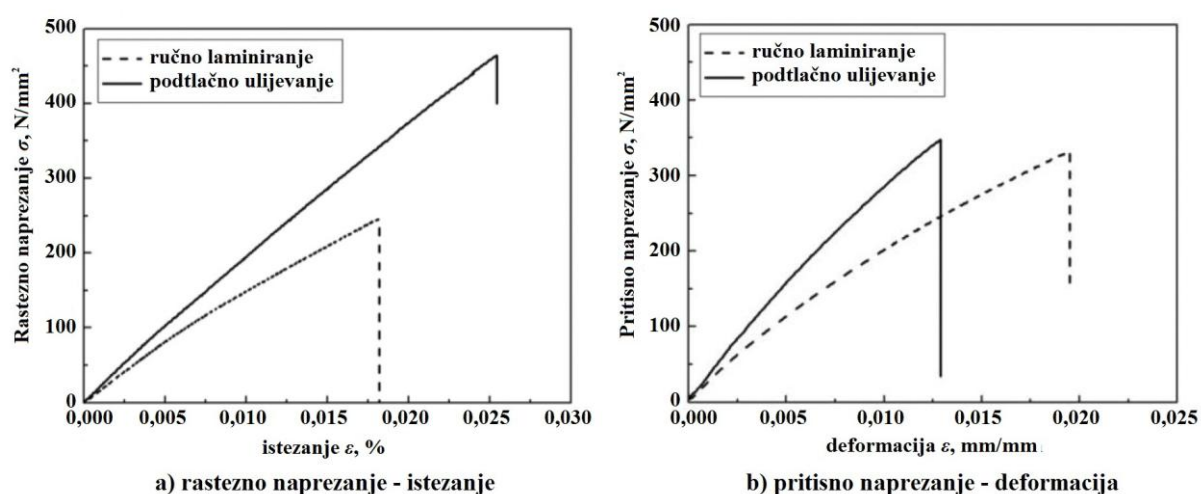 500
400
300
200
100
0
Rastezno naprezanje σ, N/mm²
ručno laminiranje
podtlačno ulijevanje
0,000 0,005 0,010 0,015 0,020 0,025 0,030
istezanje ε, %
a) rastezno naprezanje - istezanje
500
400
300
200
100
0
Pritisno naprezanje σ, N/mm²
ručno laminiranje
podtlačno ulijevanje
0,000 0,005 0,010 0,015 0,020 0,025
deformacija ε, mm/mm
b) pritisno naprezanje - deformacija